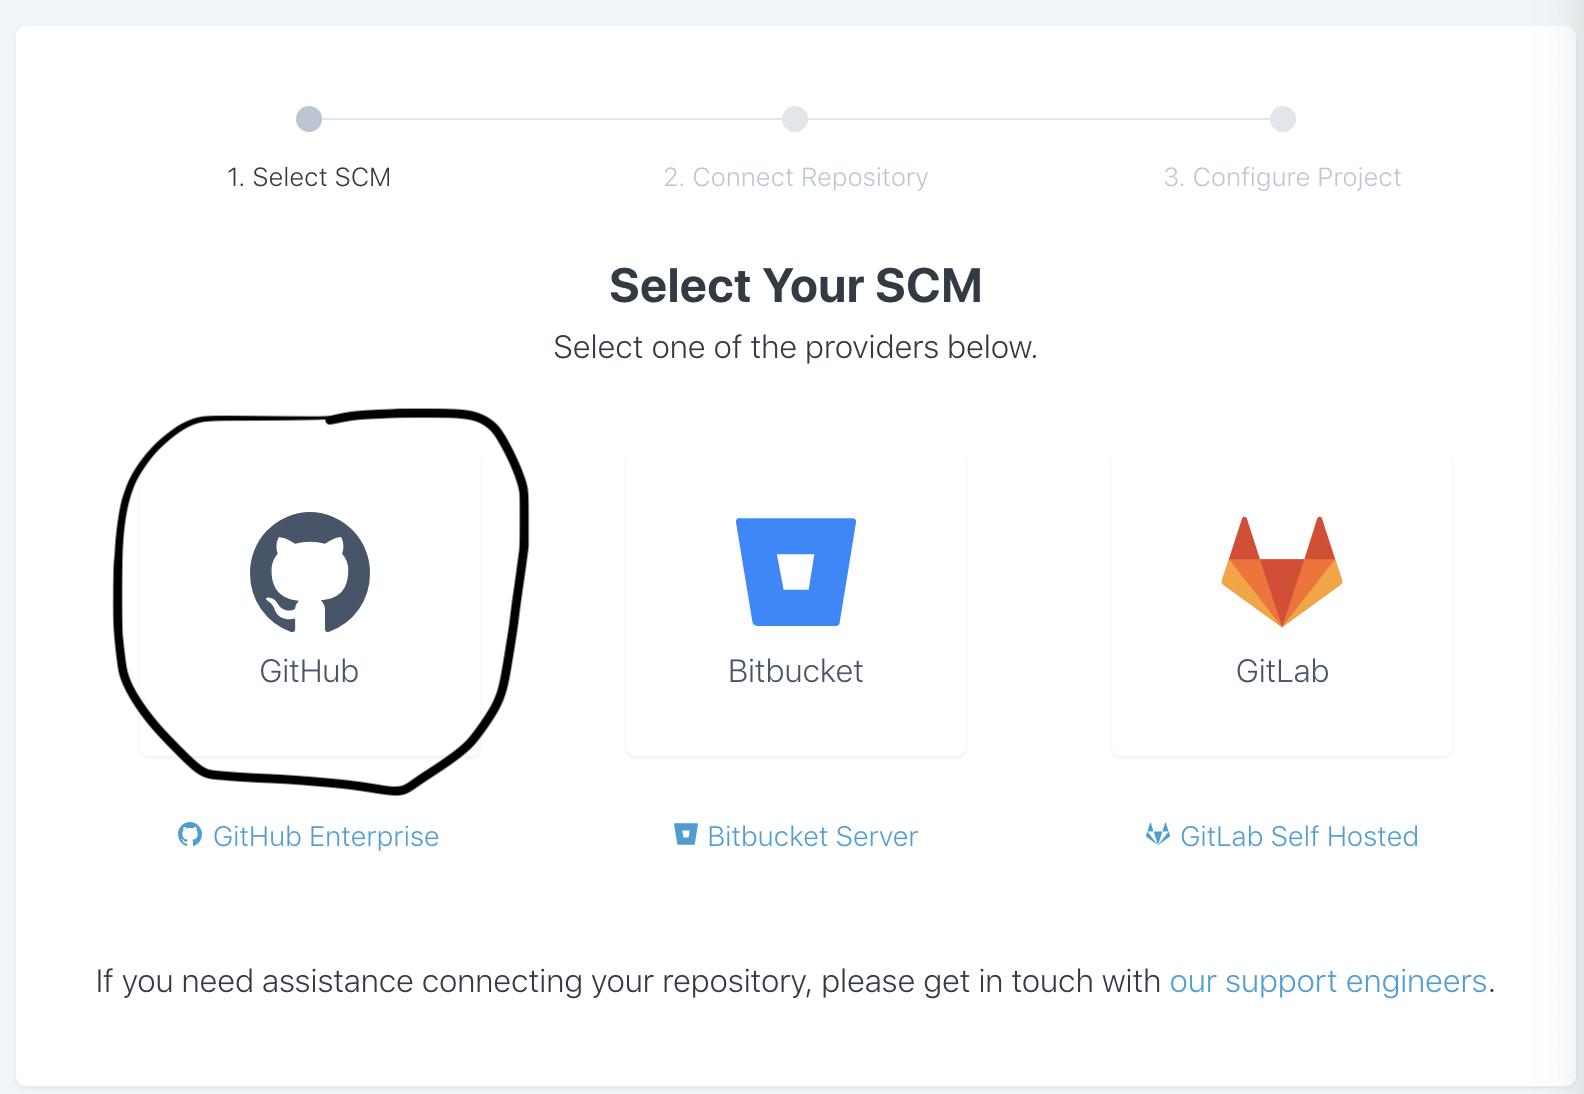 1. Select SCM
2. Connect Repository
3. Configure Project
Select Your SCM
Select one of the providers below.
GitHub
Bitbucket
GitLab
GitHub Enterprise
Bitbucket Server
GitLab Self Hosted
If you need assistance connecting your repository, please get in touch with our support engineers.